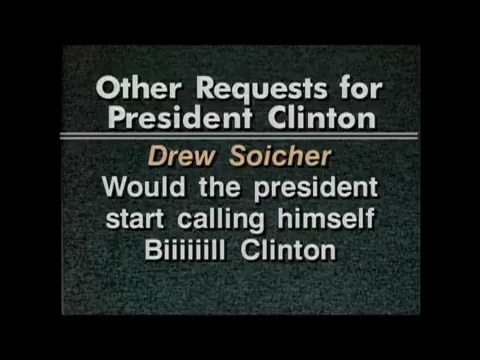 Other Requests for
President Clinton
Drew Soicher
Would the president
start calling himself
Biiiiiill Clinton